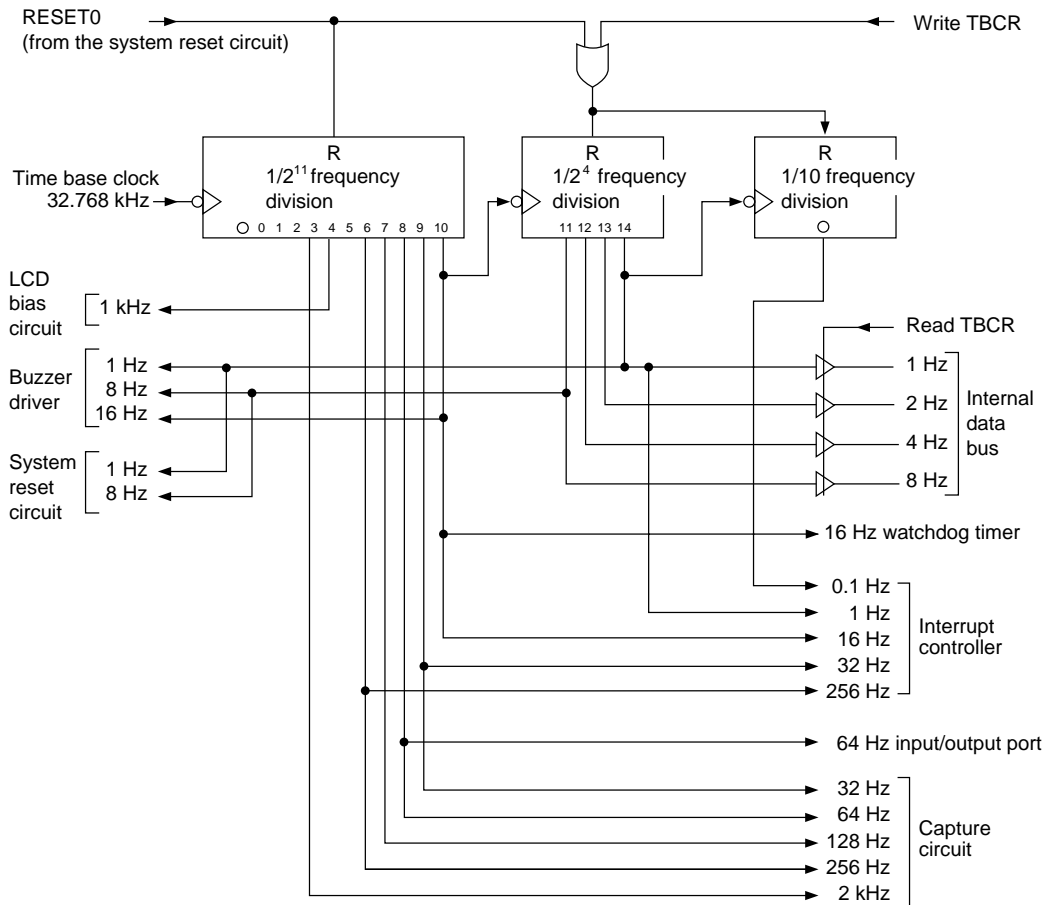 RESET0
(from the system reset circuit)
Write TBCR
R
1/2¹¹ frequency
division
0 1 2 3 4 5 6 7 8 9 10
R
1/2⁴ frequency
division
11 12 13 14
R
1/10 frequency
division
Time base clock
32.768 kHz
LCD
bias
circuit
1 kHz
Buzzer
driver
1 Hz
8 Hz
16 Hz
System
reset
circuit
1 Hz
8 Hz
Read TBCR
1 Hz
2 Hz
4 Hz
8 Hz
Internal
data
bus
16 Hz watchdog timer
0.1 Hz
1 Hz
16 Hz
32 Hz
256 Hz
Interrupt
controller
64 Hz input/output port
32 Hz
64 Hz
128 Hz
256 Hz
2 kHz
Capture
circuit